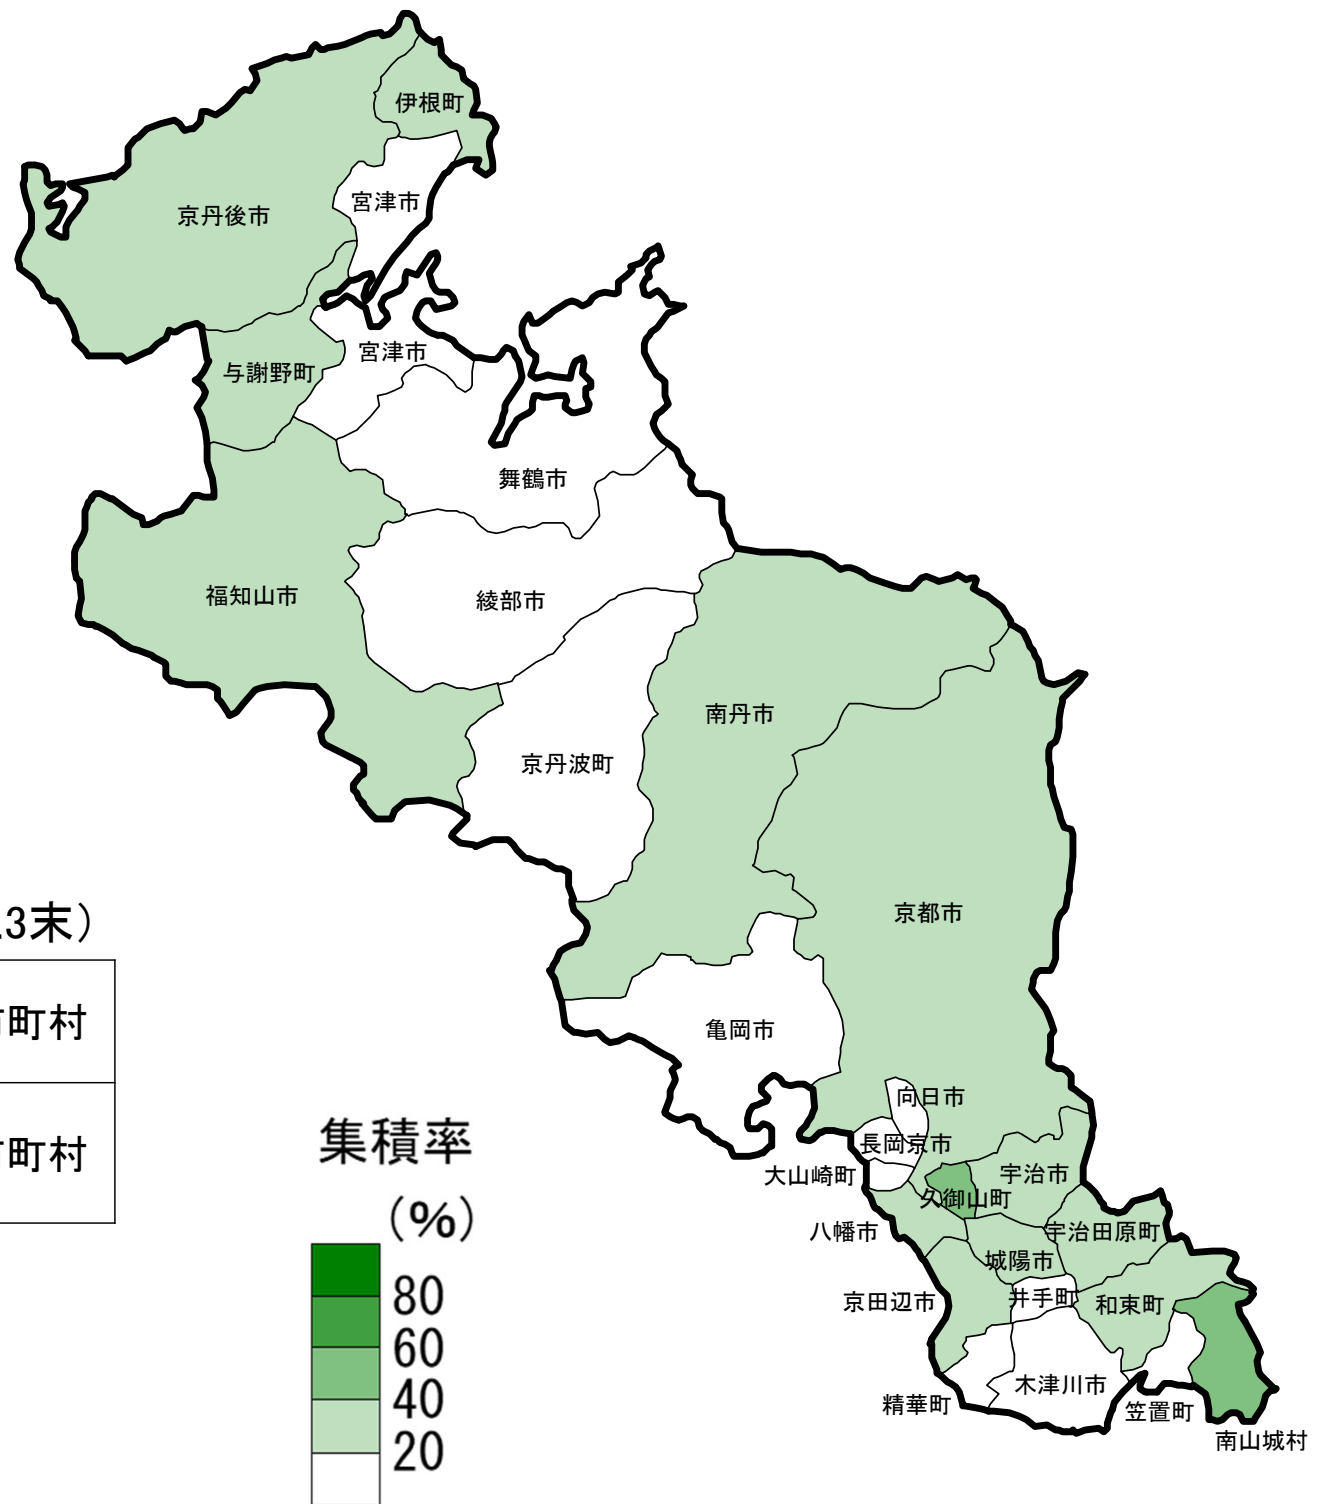 伊根町
宮津市
京丹後市
宮津市
与謝野町
舞鶴市
福知山市
綾部市
南丹市
京丹波町
京都市
3末）
町村
亀岡市
町村
向日市
集積率
長岡京市
大山崎町
宇治市
久御山町
（%）
八幡市
宇治田原町
城陽市
80
京田辺市
井手町
和束町
60
40
木津川市
精華町
笠置町
20
南山城村